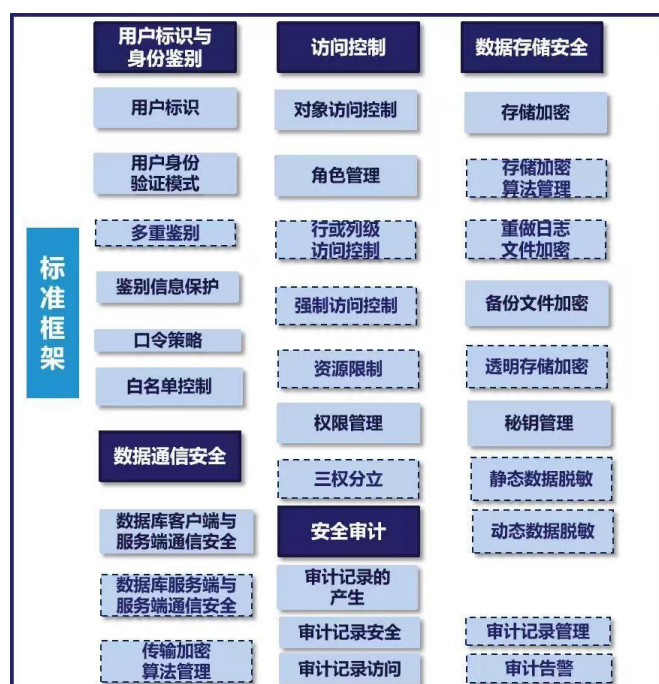 标准框架
用户标识与
身份鉴别
用户标识
用户身份
验证模式
多重鉴别
鉴别信息保护
口令策略
白名单控制
数据通信安全
数据库客户端与
服务端通信安全
数据库服务端与
服务端通信安全
传输加密
算法管理
访问控制
对象访问控制
角色管理
行或列级
访问控制
强制访问控制
资源限制
权限管理
三权分立
安全审计
审计记录的
产生
审计记录安全
审计记录访问
数据存储安全
存储加密
存储加密
算法管理
重做日志
文件加密
备份文件加密
透明存储加密
秘钥管理
静态数据脱敏
动态数据脱敏
审计记录管理
审计告警